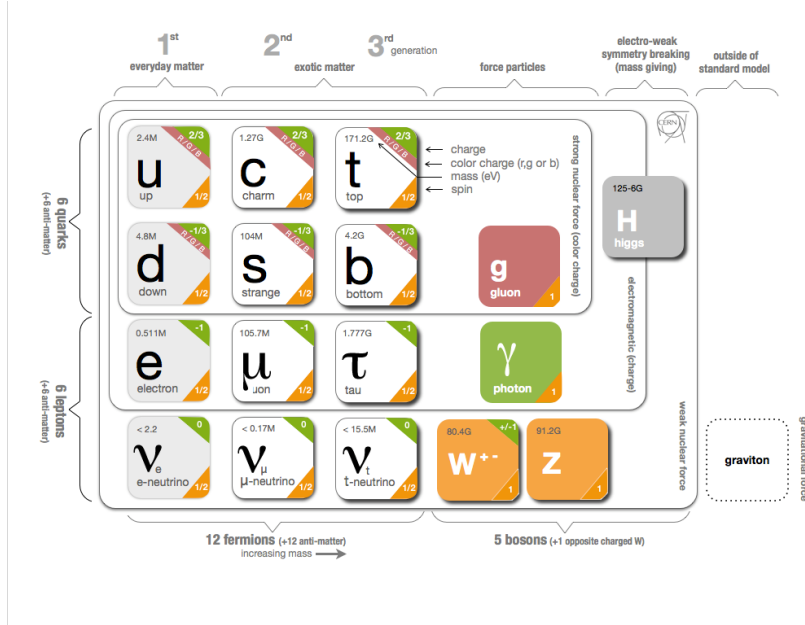 1st
2nd
3rd
generation
everyday matter
exotic matter
force particles
electro-weak
symmetry breaking
(mass giving)
outside of
standard model
CERN
6 quarks
(+6 anti-matter)
2.4M
2/3
R/G/B
u
up
1/2
1.27G
2/3
R/G/B
c
charm
1/2
171.2G
2/3
R/G/B
t
top
1/2
charge
color charge (r,g or b)
mass (eV)
spin
strong nuclear force (color charge)
125-6G
H
higgs
4.8M
-1/3
R/G/B
d
down
1/2
104M
-1/3
R/G/B
s
strange
1/2
4.2G
-1/3
R/G/B
b
bottom
1/2
g
gluon
1
electromagnetic (charge)
6 leptons
(+6 anti-matter)
0.511M
-1
e
electron
1/2
105.7M
-1
μ
uon
1/2
1.777G
-1
τ
tau
1/2
γ
photon
1
weak nuclear force
< 2.2
0
νe
e-neutrino
1/2
< 0.17M
0
νμ
μ-neutrino
1/2
< 15.5M
0
νt
t-neutrino
1/2
80.4G
+/-1
W+-
1
91.2G
Z
1
graviton
gravitational force
12 fermions (+12 anti-matter)
increasing mass
5 bosons (+1 opposite charged W)